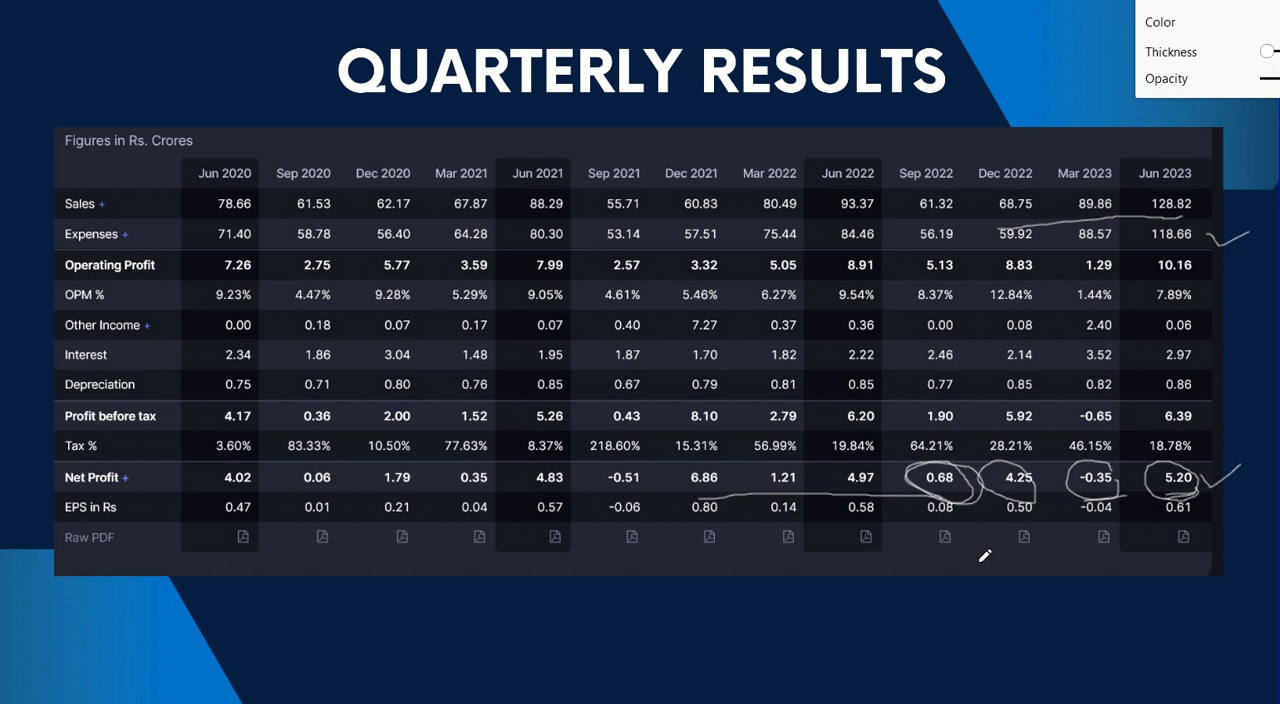 Color
Thickness
Opacity
QUARTERLY RESULTS
Figures in Rs. Crores
Jun 2020 Sep 2020 Dec 2020 Mar 2021 Jun 2021 Sep 2021 Dec 2021 Mar 2022 Jun 2022 Sep 2022 Dec 2022 Mar 2023 Jun 2023
Sales + 78.66 61.53 62.17 67.87 88.29 55.71 60.83 80.49 93.37 61.32 68.75 89.86 128.82
Expenses + 71.40 58.78 56.40 64.28 80.30 53.14 57.51 75.44 84.46 56.19 59.92 88.57 118.66
Operating Profit 7.26 2.75 5.77 3.59 7.99 2.57 3.32 5.05 8.91 5.13 8.83 1.29 10.16
OPM % 9.23% 4.47% 9.28% 5.29% 9.05% 4.61% 5.46% 6.27% 9.54% 8.37% 12.84% 1.44% 7.89%
Other Income + 0.00 0.18 0.07 0.17 0.07 0.40 7.27 0.37 0.36 0.00 0.08 2.40 0.06
Interest 2.34 1.86 3.04 1.48 1.95 1.87 1.70 1.82 2.22 2.46 2.14 3.52 2.97
Depreciation 0.75 0.71 0.80 0.76 0.85 0.67 0.79 0.81 0.85 0.77 0.85 0.82 0.86
Profit before tax 4.17 0.36 2.00 1.52 5.26 0.43 8.10 2.79 6.20 1.90 5.92 -0.65 6.39
Tax % 3.60% 83.33% 10.50% 77.63% 8.37% 218.60% 15.31% 56.99% 19.84% 64.21% 28.21% 46.15% 18.78%
Net Profit + 4.02 0.06 1.79 0.35 4.83 -0.51 6.86 1.21 4.97 0.68 4.25 -0.35 5.20
EPS in Rs 0.47 0.01 0.21 0.04 0.57 -0.06 0.80 0.14 0.58 0.08 0.50 -0.04 0.61
Raw PDF